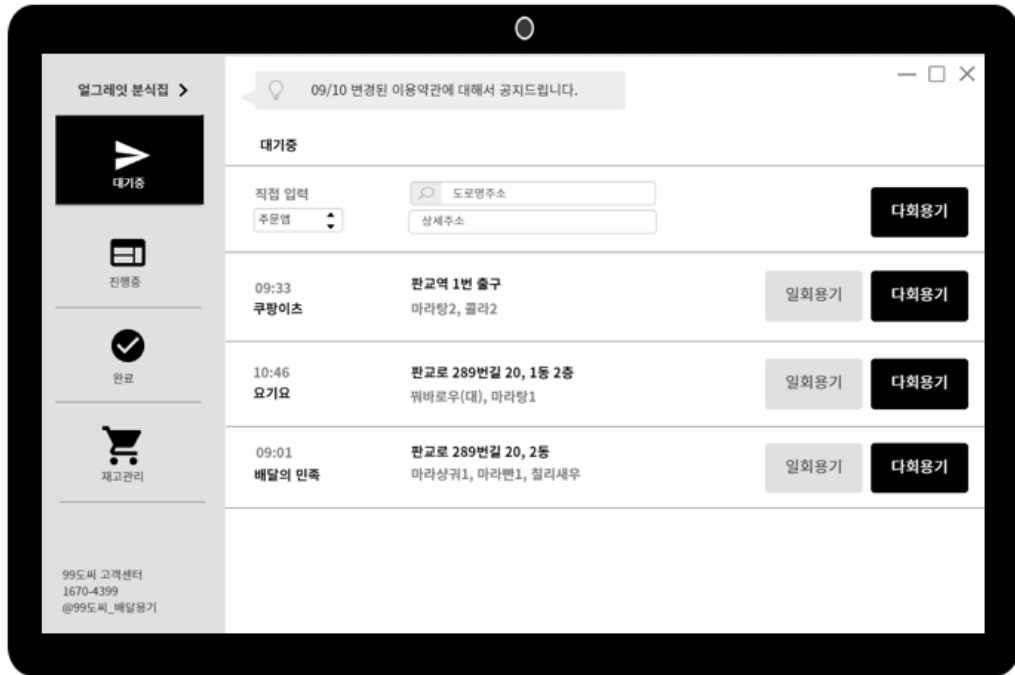 얼그레잇 분식집
09/10 변경된 이용약관에 대해서 공지드립니다.
대기중
대기중
직접 입력
주문앱
도로명주소
상세주소
다회용기
진행중
09:33
쿠팡이츠
판교역 1번 출구
마라탕2, 콜라2
일회용기
다회용기
완료
10:46
요기요
판교로 289번길 20, 1동 2층
꿔바로우(대), 마라탕1
일회용기
다회용기
재고관리
09:01
배달의 민족
판교로 289번길 20, 2동
마라샹궈1, 마라빤1, 칠리새우
일회용기
다회용기
99도씨 고객센터
1670-4399
@99도씨_배달용기